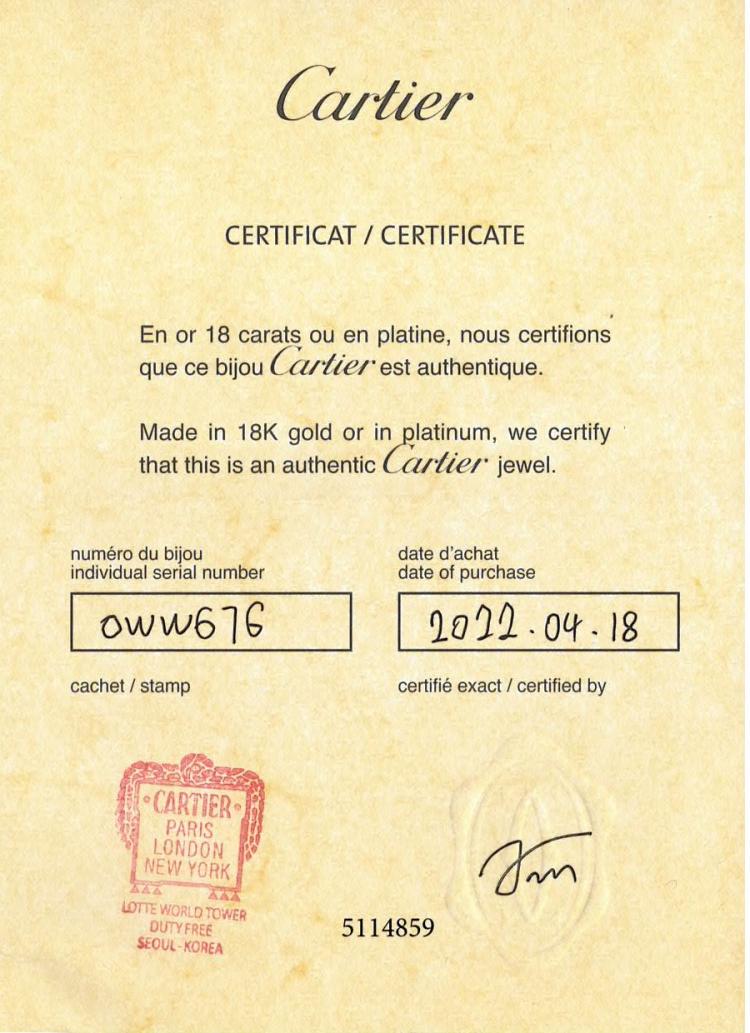 Cartier
CERTIFICAT / CERTIFICATE
En or 18 carats ou en platine, nous certifions
que ce bijou Cartier est authentique.
Made in 18K gold or in platinum, we certify
that this is an authentic Cartier jewel.
numéro du bijou
individual serial number
OWW676
date d'achat
date of purchase
2022.04.18
cachet / stamp
certifié exact / certified by
·CARTIER·
PARIS
LONDON
NEW YORK
LOTTE WORLD TOWER
DUTY FREE
SEOUL-KOREA
5114859